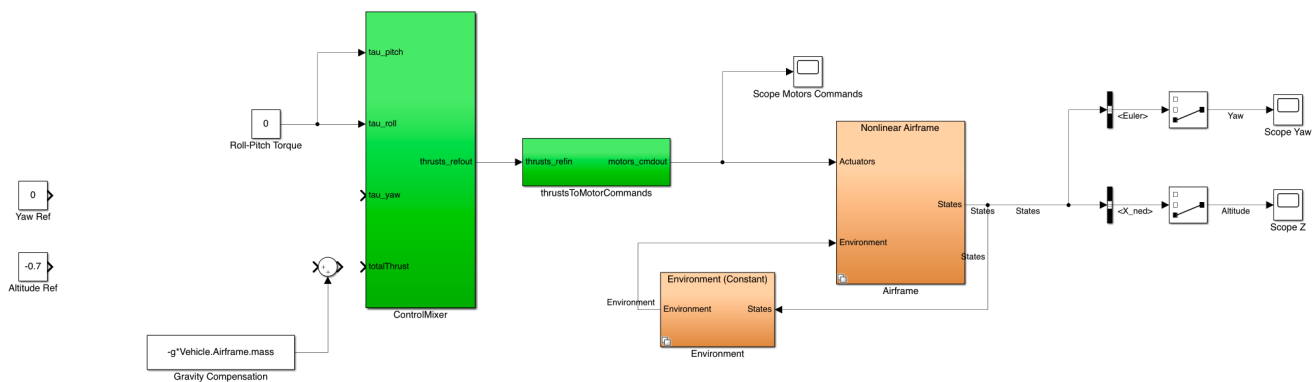 tau_pitch
0
Roll-Pitch Torque
tau_roll
thrusts_refout
tau_yaw
totalThrust
ControlMixer
0
Yaw Ref
-0.7
Altitude Ref
+
+
-g*Vehicle.Airframe.mass
Gravity Compensation
thrusts_refin motors_cmdout
thrustsToMotorCommands
Scope Motors Commands
Nonlinear Airframe
Actuators
States
Environment
Airframe
States
States
States
Environment (Constant)
Environment
Environment States
Environment
<Euler>
Yaw
Scope Yaw
<X_ned>
Altitude
Scope Z